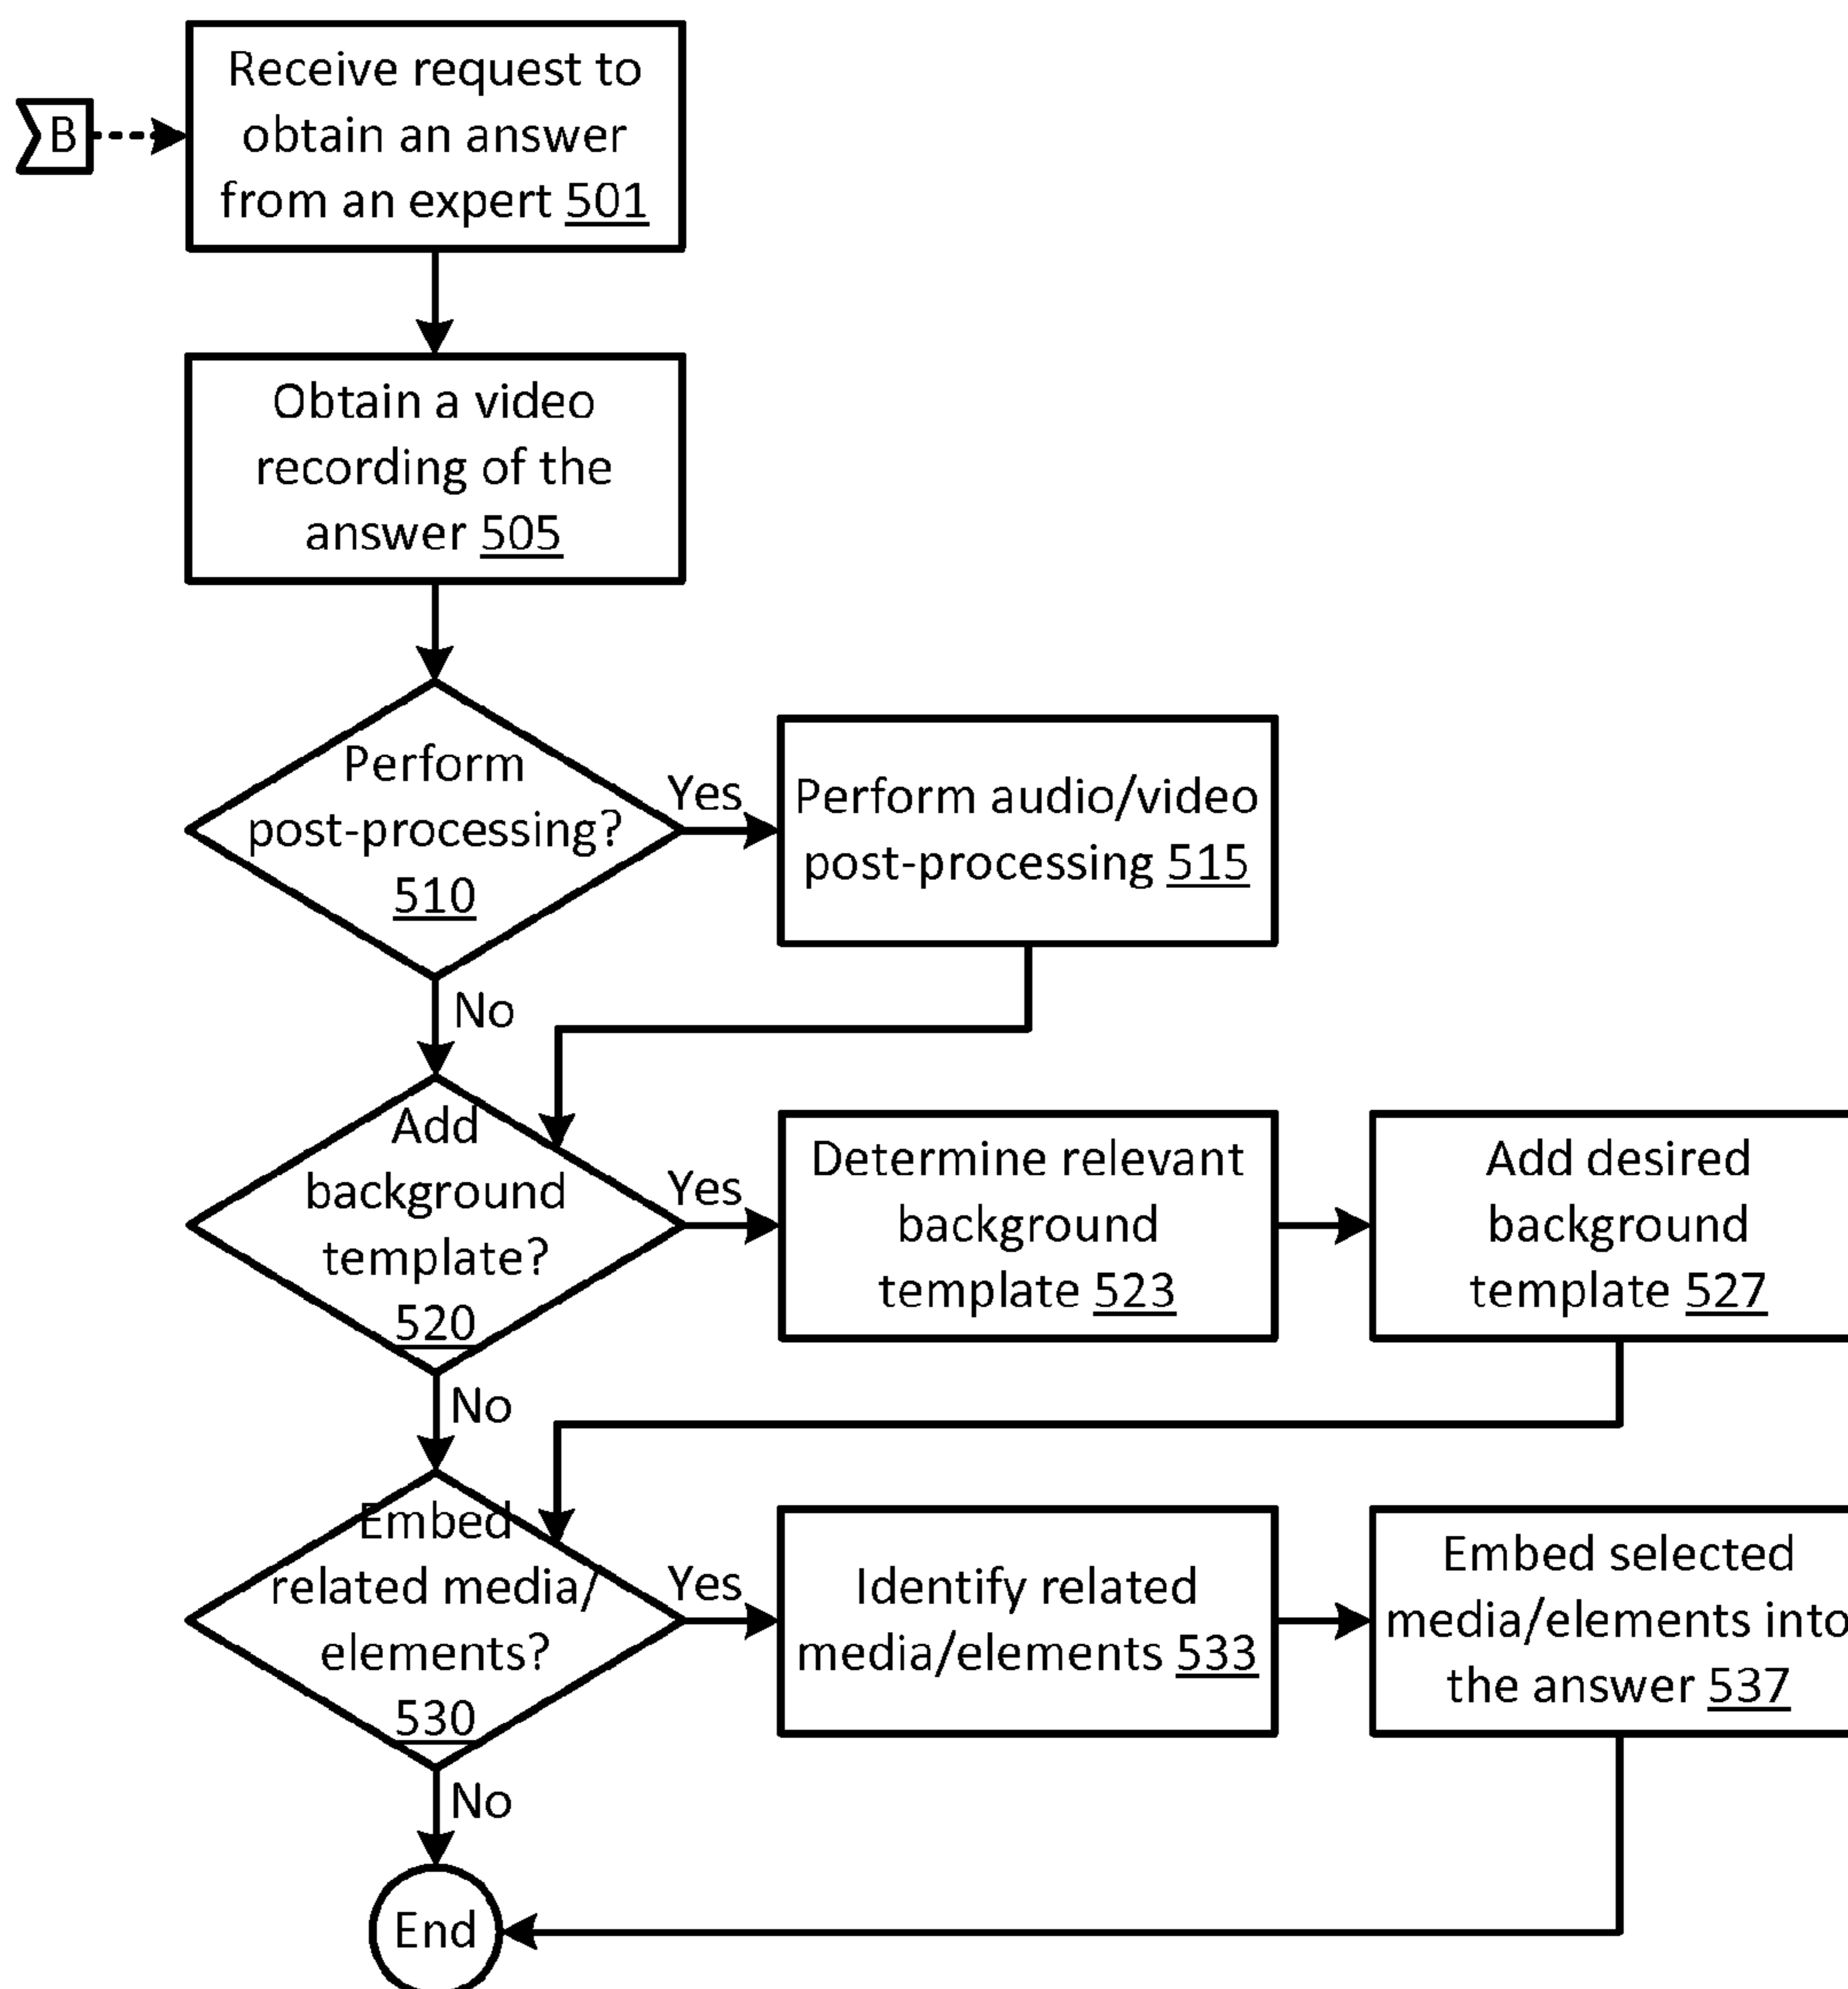 B
Receive request to
obtain an answer
from an expert 501
Obtain a video
recording of the
answer 505
Perform
post-processing?
510
Yes
Perform audio/video
post-processing 515
No
Add
background
template?
520
Yes
Determine relevant
background
template 523
Add desired
background
template 527
No
Embed
related media/
elements?
530
Yes
Identify related
media/elements 533
Embed selected
media/elements into
the answer 537
No
End